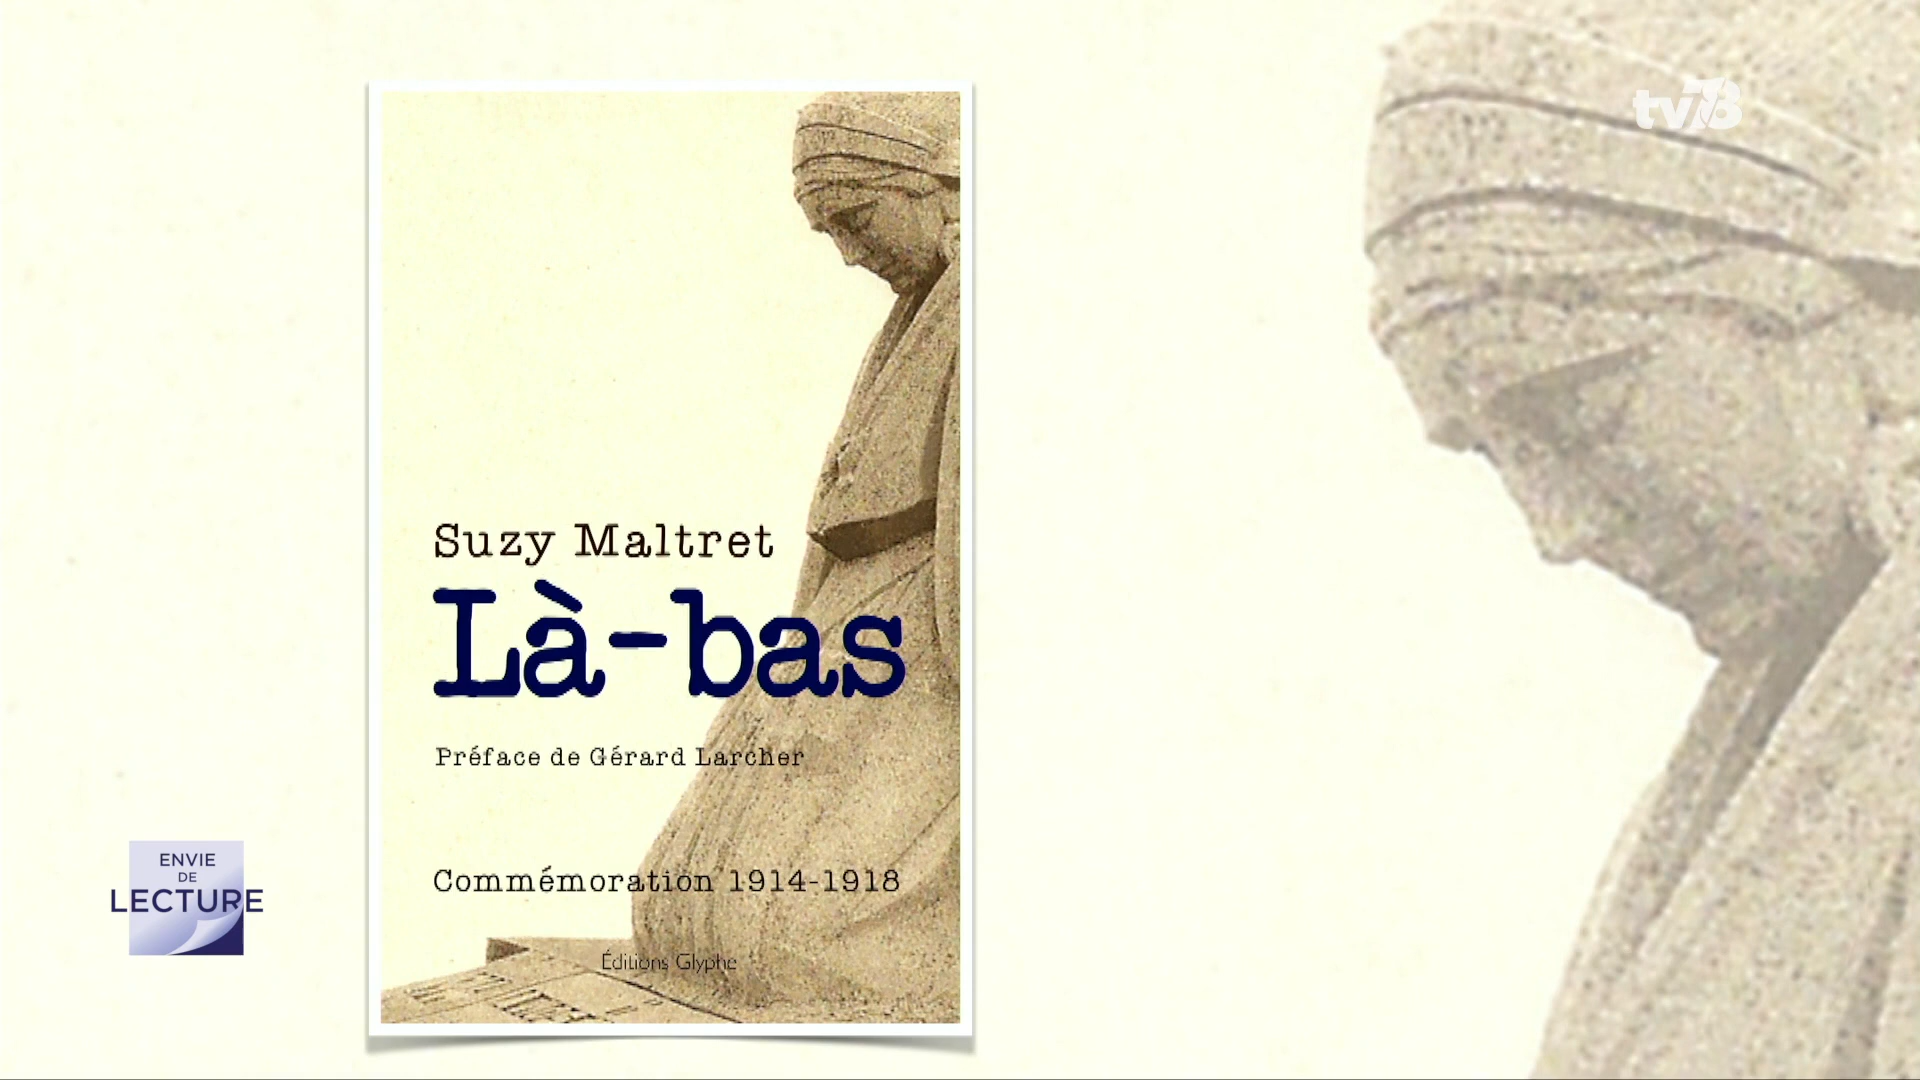 tv78
Suzy Maltret
Là-bas
Préface de Gérard Larcher
Commémoration 1914-1918
Éditions Glyphe
ENVIE
DE
LECTURE